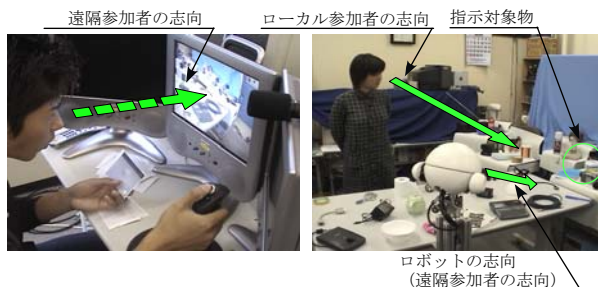 遠隔参加者の志向
ローカル参加者の志向
指示対象物
ロボットの志向
（遠隔参加者の志向）